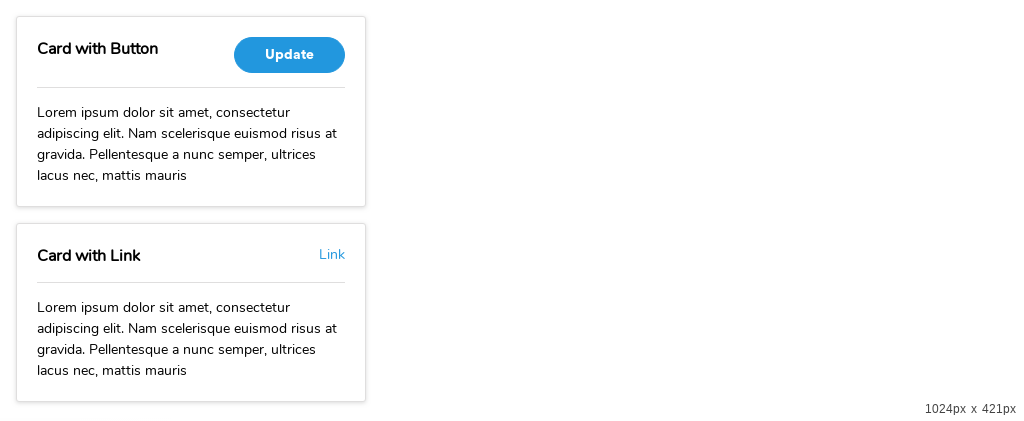 Card with Button
Update
Lorem ipsum dolor sit amet, consectetur
adipiscing elit. Nam scelerisque euismod risus at
gravida. Pellentesque a nunc semper, ultrices
lacus nec, mattis mauris
Card with Link
Link
Lorem ipsum dolor sit amet, consectetur
adipiscing elit. Nam scelerisque euismod risus at
gravida. Pellentesque a nunc semper, ultrices
lacus nec, mattis mauris
1024px x 421px